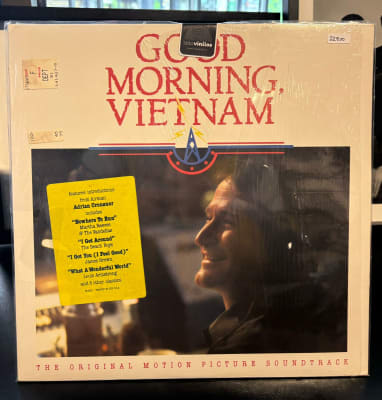 GOOD
MORNING,
VIETNAM
featured introductions
from Airman
Adrian Cronauer
includes
"Nowhere To Run"
Martha Reeves
& The Vandellas
"I Get Around"
The Beach Boys
"I Got You (I Feel Good)"
James Brown
"What A Wonderful World"
Louis Armstrong
and 8 other classics
THE ORIGINAL MOTION PICTURE SOUNDTRACK